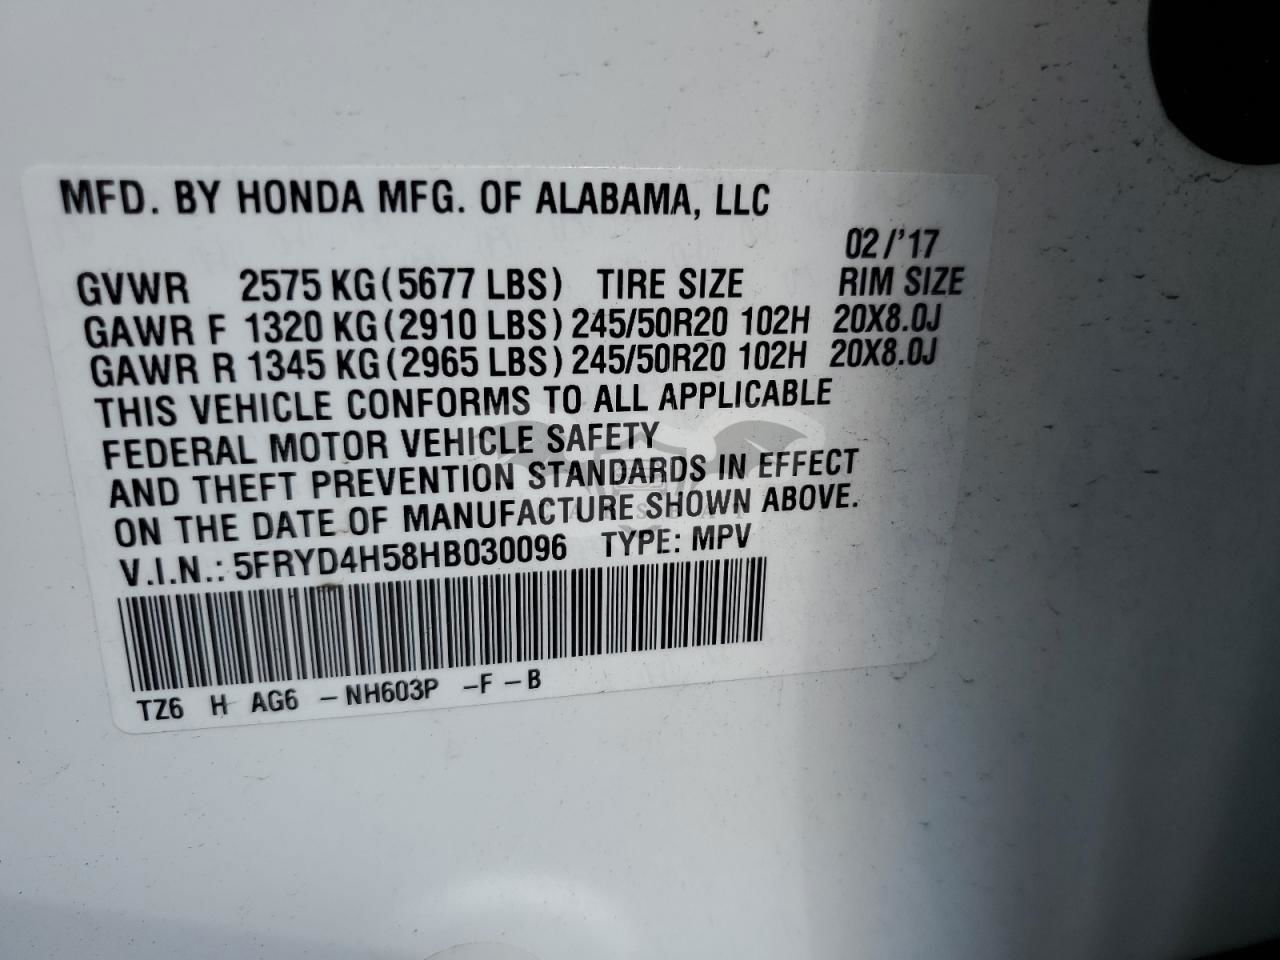 MFD. BY HONDA MFG. OF ALABAMA, LLC
02/'17
GVWR 2575 KG(5677 LBS) TIRE SIZE RIM SIZE
GAWR F 1320 KG(2910 LBS) 245/50R20 102H 20X8.0J
GAWR R 1345 KG(2965 LBS) 245/50R20 102H 20X8.0J
THIS VEHICLE CONFORMS TO ALL APPLICABLE
FEDERAL MOTOR VEHICLE SAFETY
AND THEFT PREVENTION STANDARDS IN EFFECT
ON THE DATE OF MANUFACTURE SHOWN ABOVE.
V.I.N.: 5FRYD4H58HB030096 TYPE: MPV
TZ6 H AG6 -NH603P -F -B